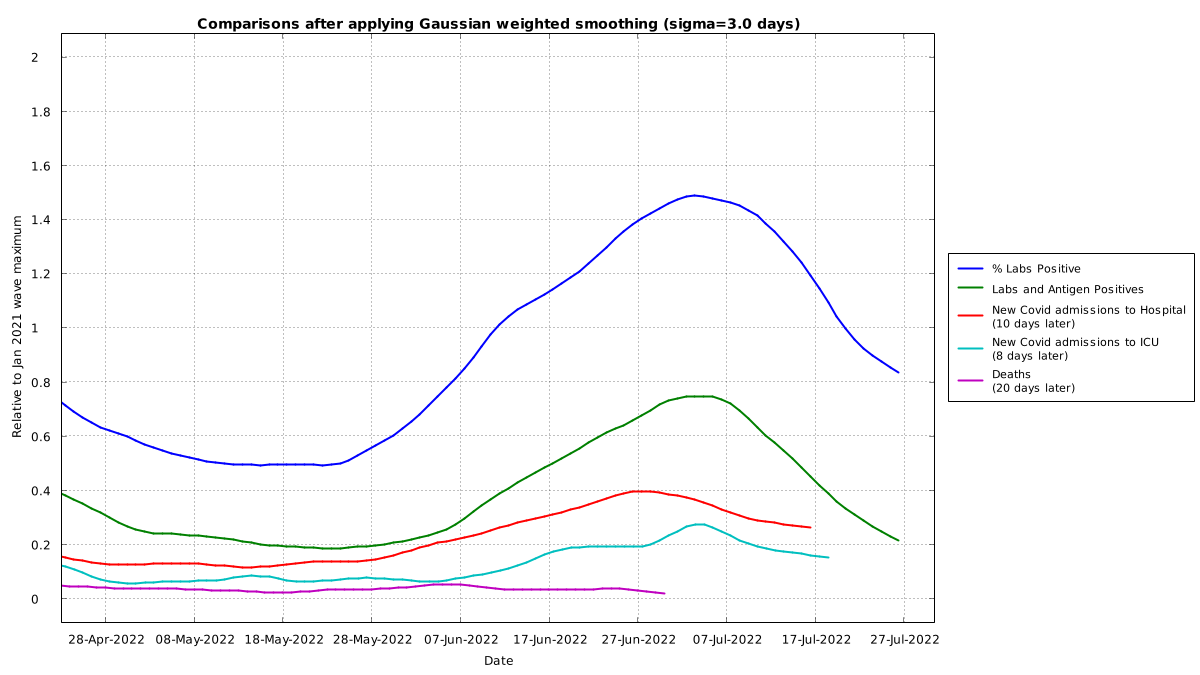 Comparisons after applying Gaussian weighted smoothing (sigma=3.0 days)
Relative to Jan 2021 wave maximum
2
1.8
1.6
1.4
1.2
1
0.8
0.6
0.4
0.2
0
28-Apr-2022 08-May-2022 18-May-2022 28-May-2022 07-Jun-2022 17-Jun-2022 27-Jun-2022 07-Jul-2022 17-Jul-2022 27-Jul-2022
Date
% Labs Positive
Labs and Antigen Positives
New Covid admissions to Hospital
(10 days later)
New Covid admissions to ICU
(8 days later)
Deaths
(20 days later)